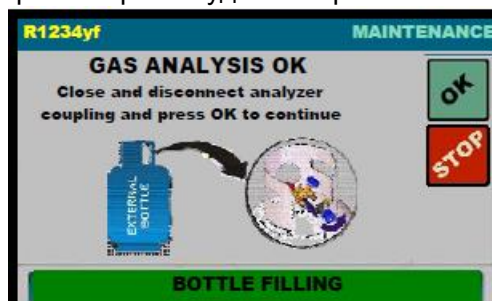 R1234yf MAINTENANCE
GAS ANALYSIS OK
Close and disconnect analyzer
coupling and press OK to continue
OK
STOP
EXTERNAL
BOTTLE
BOTTLE FILLING